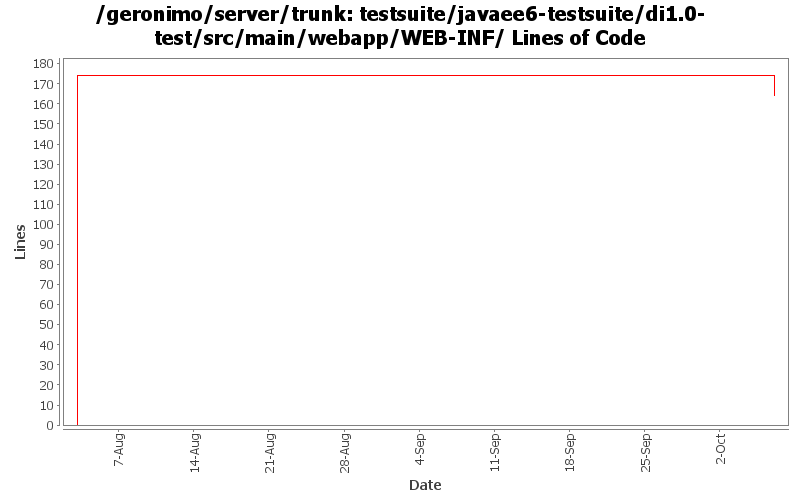 /geronimo/server/trunk: testsuite/javaee6-testsuite/di1.0-
test/src/main/webapp/WEB-INF/ Lines of Code
180
170
160
150
140
130
120
110
100
90
80
70
60
50
40
30
20
10
0
Lines
7-Aug
14-Aug
21-Aug
28-Aug
4-Sep
11-Sep
18-Sep
25-Sep
2-Oct
Date